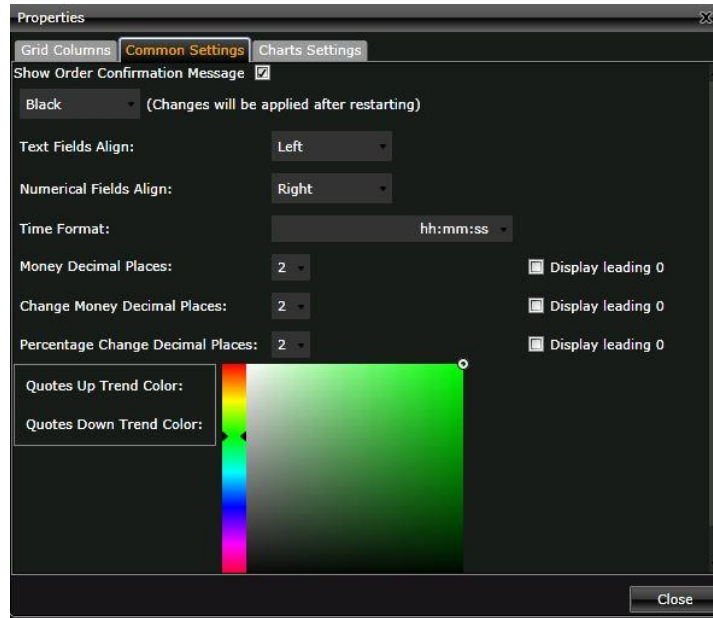 Properties
Grid Columns Common Settings Charts Settings
Show Order Confirmation Message
Black (Changes will be applied after restarting)
Text Fields Align: Left
Numerical Fields Align: Right
Time Format: hh:mm:ss
Money Decimal Places: 2 Display leading 0
Change Money Decimal Places: 2 Display leading 0
Percentage Change Decimal Places: 2 Display leading 0
Quotes Up Trend Color:
Quotes Down Trend Color:
Close